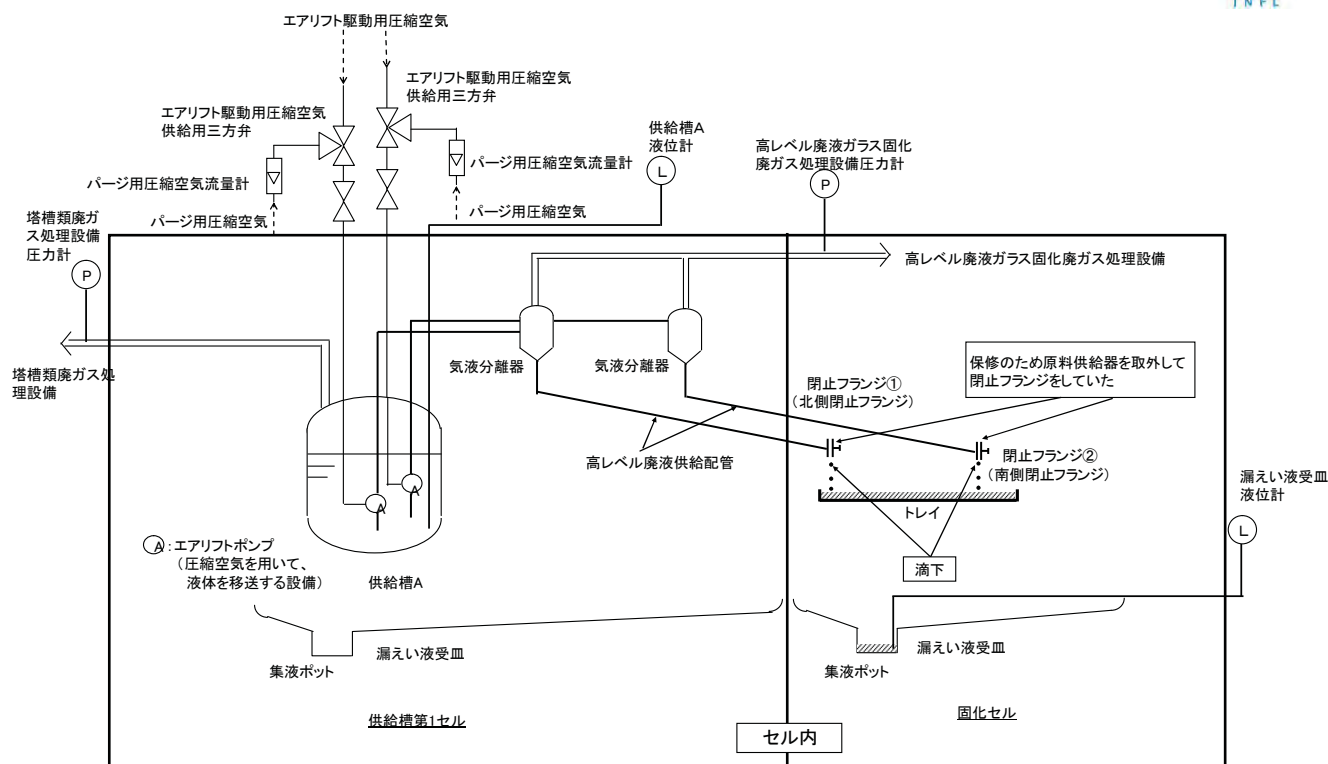 JNFL
エアリフト駆動用圧縮空気
エアリフト駆動用圧縮空気
供給用三方弁
エアリフト駆動用圧縮空気
供給用三方弁
供給槽A
液位計
L
高レベル廃液ガラス固化
廃ガス処理設備圧力計
P
パージ用圧縮空気流量計
パージ用圧縮空気流量計
パージ用圧縮空気
パージ用圧縮空気
塔槽類廃ガ
ス処理設備
圧力計
P
高レベル廃液ガラス固化廃ガス処理設備
塔槽類廃ガス処
理設備
気液分離器
気液分離器
保修のため原料供給器を取外して
閉止フランジをしていた
閉止フランジ①
（北側閉止フランジ）
高レベル廃液供給配管
閉止フランジ②
（南側閉止フランジ）
漏えい液受皿
液位計
L
A
A
トレイ
滴下
A：エアリフトポンプ
（圧縮空気を用いて、
液体を移送する設備）
供給槽A
集液ポット
漏えい液受皿
集液ポット
漏えい液受皿
供給槽第1セル
固化セル
セル内